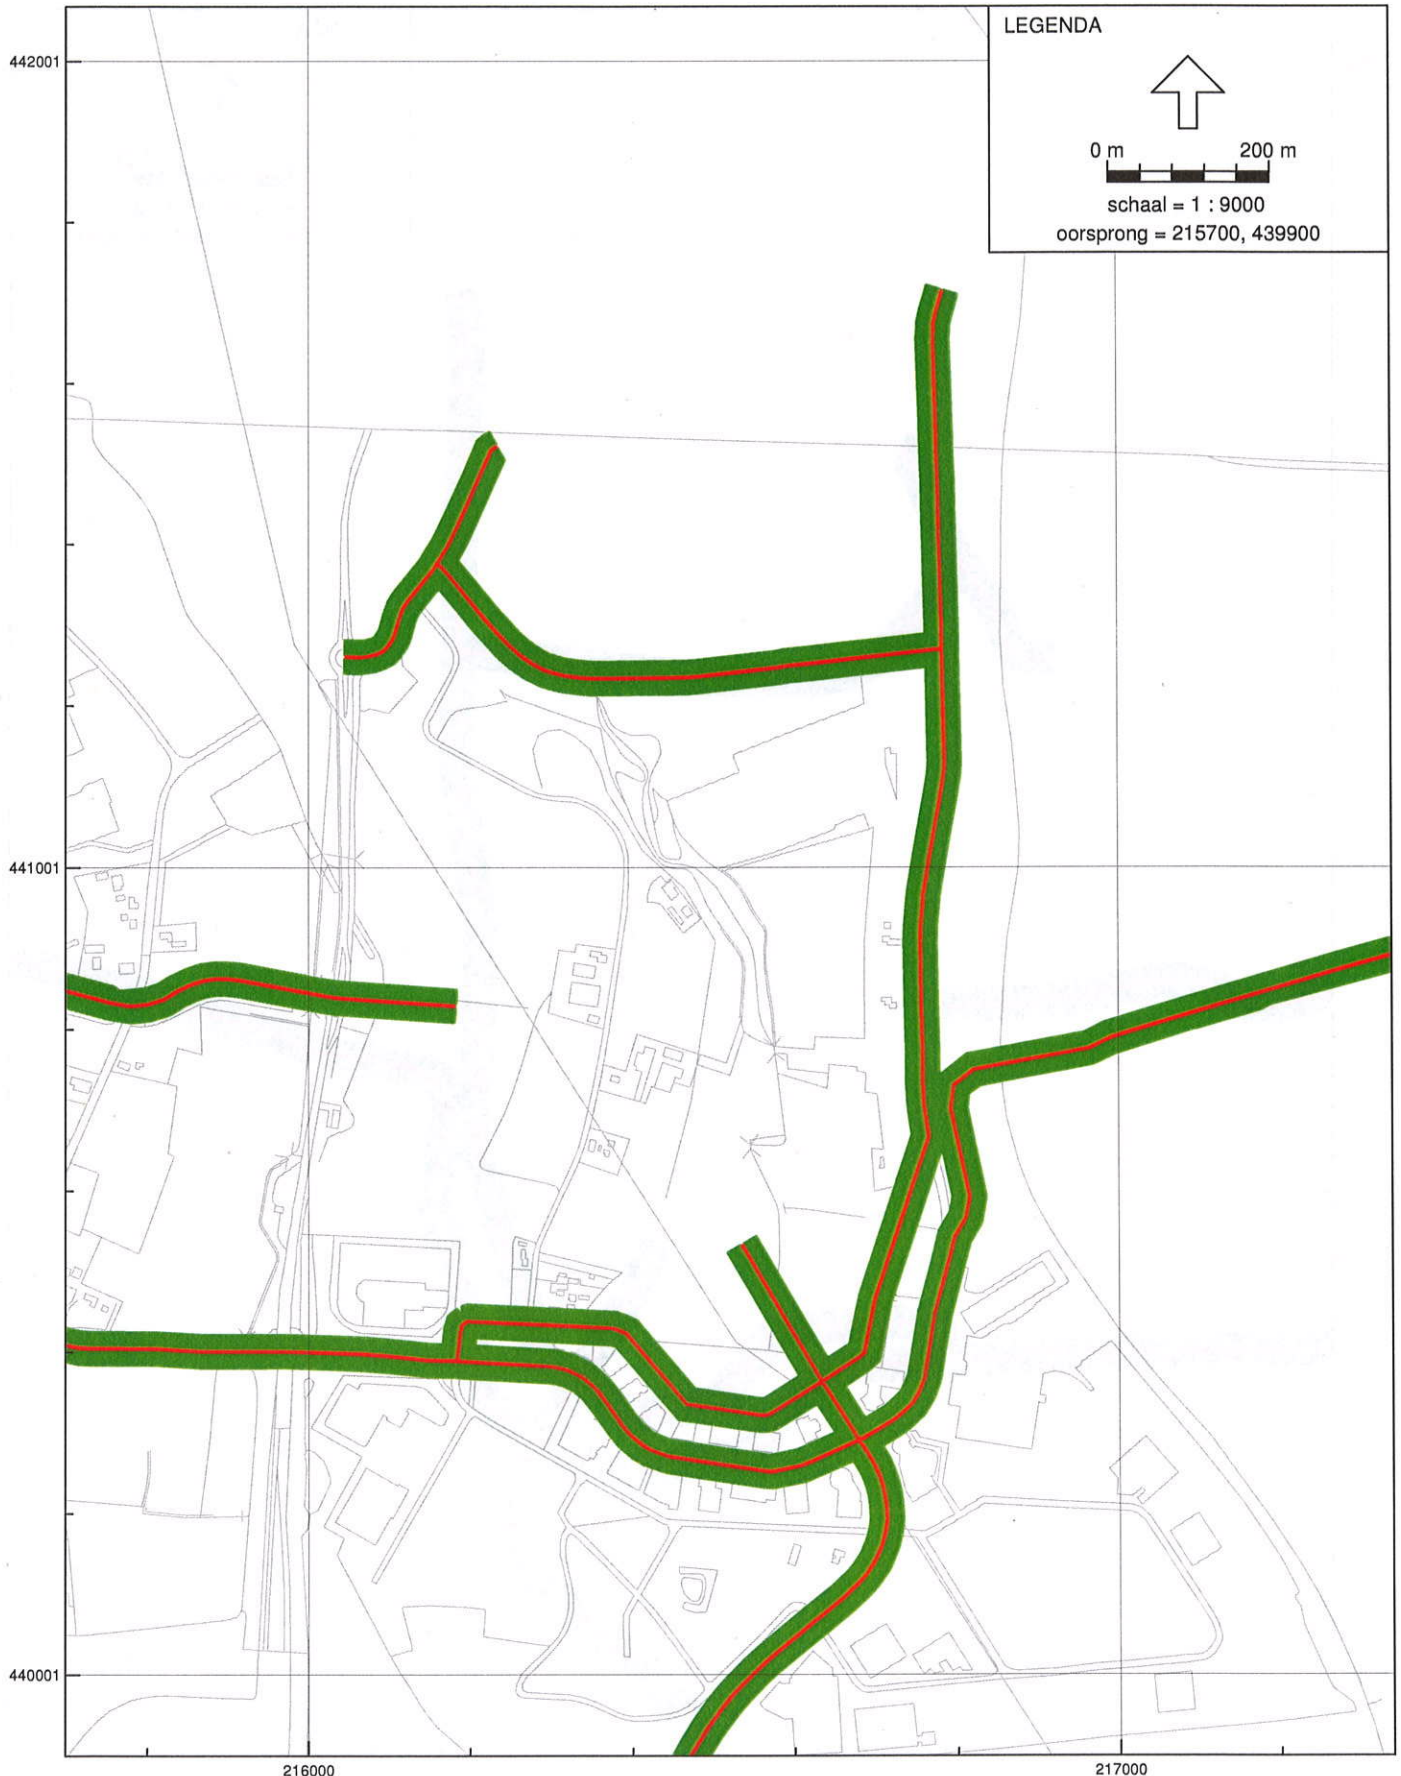 LEGENDA
0 m 200 m
schaal = 1 : 9000
oorsprong = 215700, 439900
442001
441001
440001
216000 217000